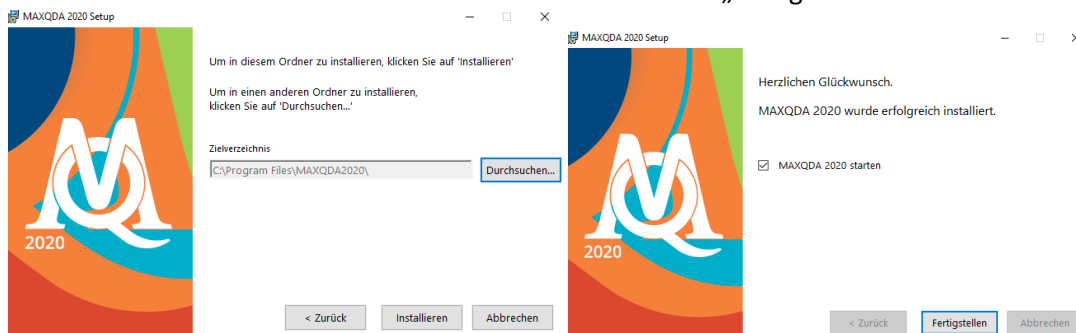 MAXQDA 2020 Setup
Um in diesem Ordner zu installieren, klicken Sie auf 'Installieren'
Um in einen anderen Ordner zu installieren,
klicken Sie auf 'Durchsuchen...'
Zielverzeichnis
C:\Program Files\MAXQDA2020\
Durchsuchen...
MQA
2020
< Zurück
Installieren
Abbrechen
MAXQDA 2020 Setup
Herzlichen Glückwunsch.
MAXQDA 2020 wurde erfolgreich installiert.
MAXQDA 2020 starten
MQA
2020
< Zurück
Fertigstellen
Abbrechen